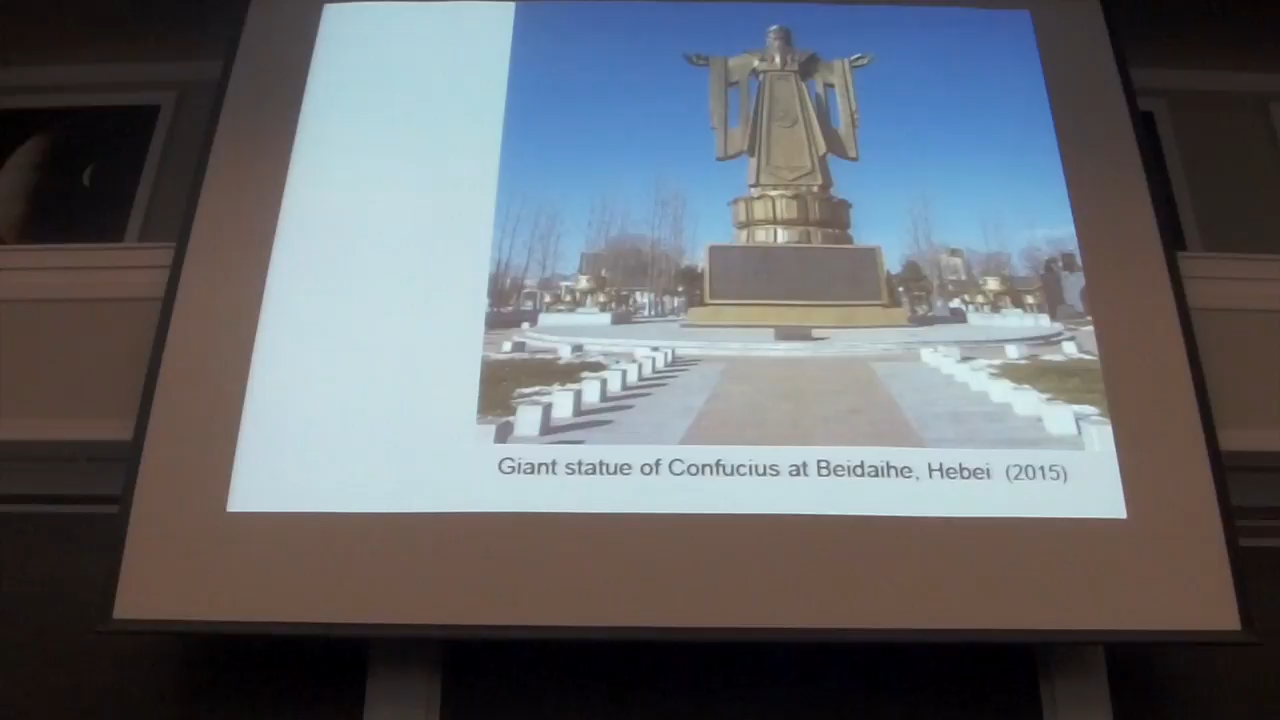 Giant statue of Confucius at Beidaihe, Hebei (2015)